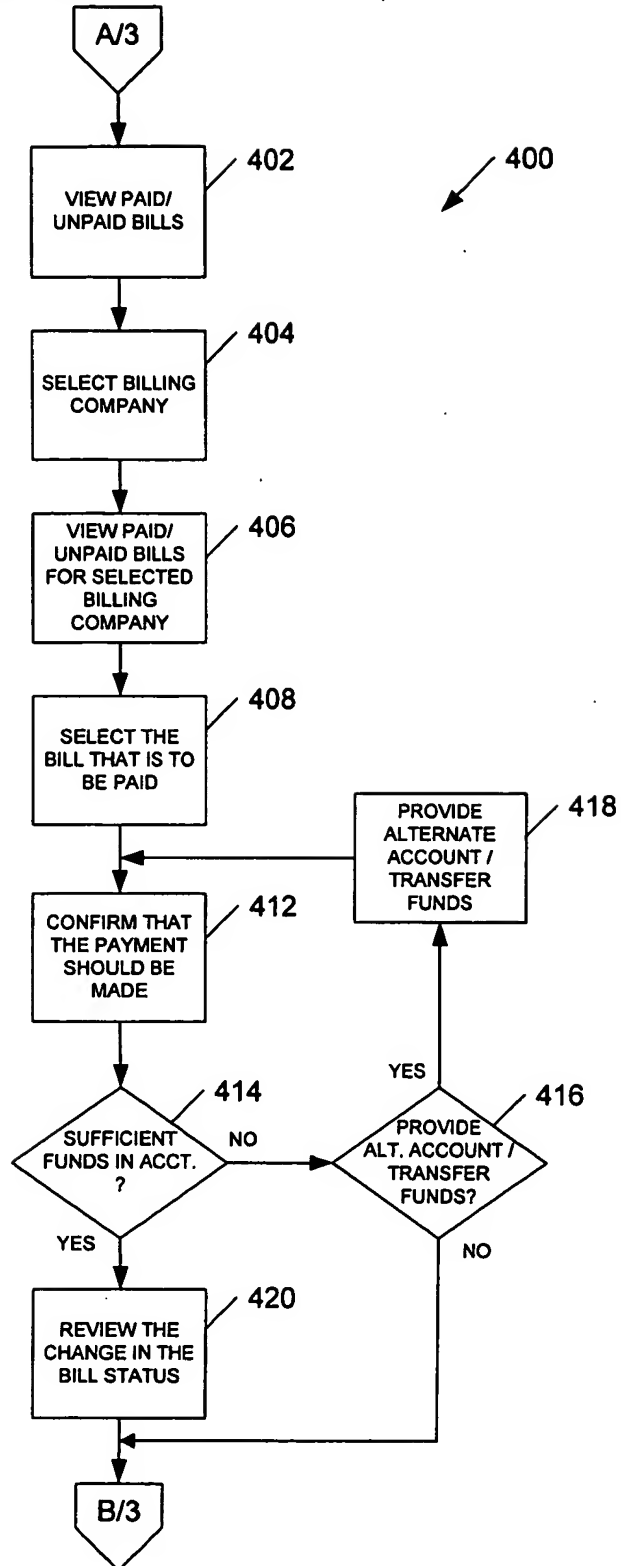 A/3
402
400
VIEW PAID/
UNPAID BILLS
404
SELECT BILLING
COMPANY
406
VIEW PAID/
UNPAID BILLS
FOR SELECTED
BILLING
COMPANY
408
SELECT THE
BILL THAT IS TO
BE PAID
418
PROVIDE
ALTERNATE
ACCOUNT /
TRANSFER
FUNDS
412
CONFIRM THAT
THE PAYMENT
SHOULD BE
MADE
414
SUFFICIENT
FUNDS IN ACCT.
?
NO
YES
YES
416
PROVIDE
ALT. ACCOUNT /
TRANSFER
FUNDS?
NO
420
REVIEW THE
CHANGE IN THE
BILL STATUS
B/3